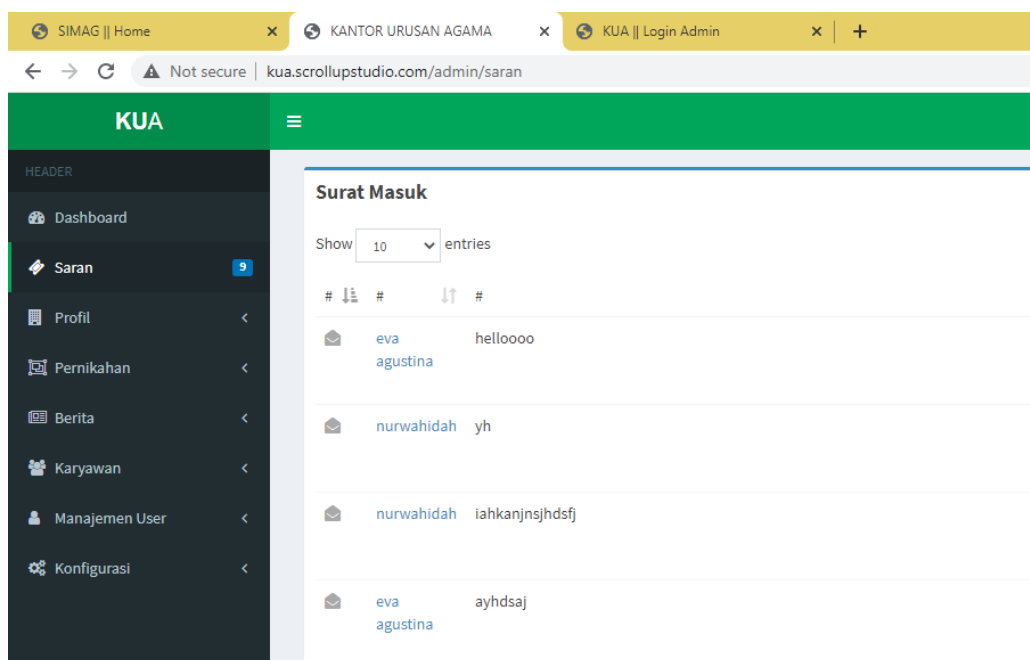 SIMAG || Home
KANTOR URUSAN AGAMA
KUA || Login Admin
Not secure
kua.scrollupstudio.com/admin/saran
KUA
HEADER
Dashboard
Saran 9
Profil
Pernikahan
Berita
Karyawan
Manajemen User
Konfigurasi
Surat Masuk
Show 10 entries
# # #
eva helloooo
agustina
nurwahidah yh
nurwahidah iahkanjnsjhdsfj
eva ayhdsaj
agustina